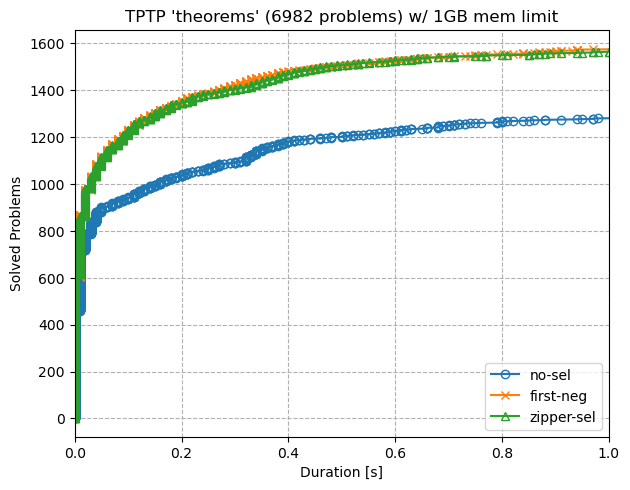 TPTP 'theorems' (6982 problems) w/ 1GB mem limit
1600
1400
1200
1000
800
600
400
200
0
Solved Problems
0.0 0.2 0.4 0.6 0.8 1.0
Duration [s]
no-sel
first-neg
zipper-sel